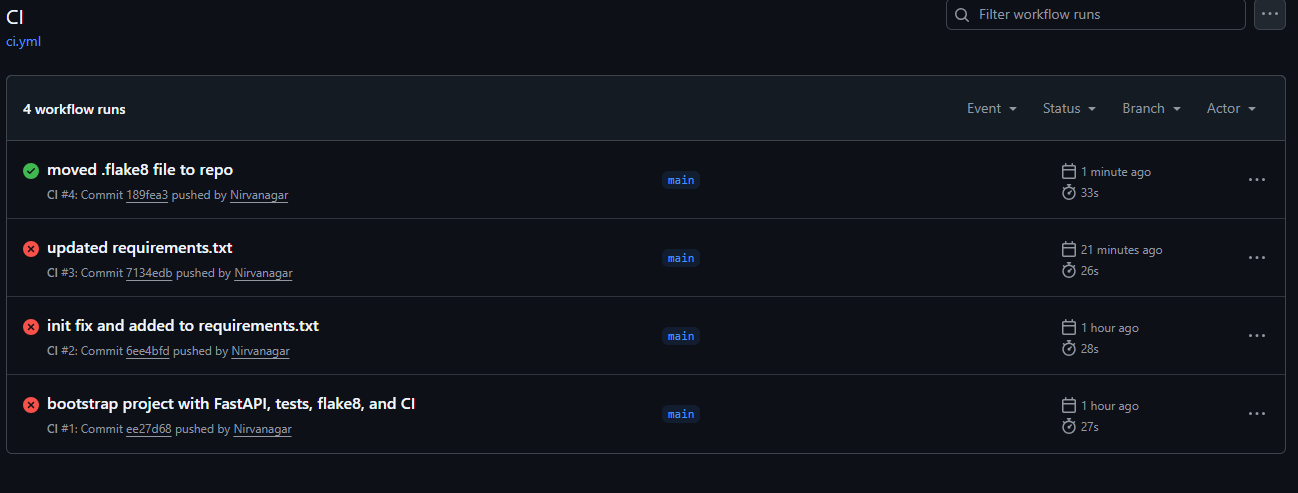 CI
Filter workflow runs
ci.yml
4 workflow runs
Event
Status
Branch
Actor
moved .flake8 file to repo
main
1 minute ago
CI #4: Commit 189fea3 pushed by Nirvanagar
33s
updated requirements.txt
main
21 minutes ago
CI #3: Commit 7134edb pushed by Nirvanagar
26s
init fix and added to requirements.txt
main
1 hour ago
CI #2: Commit 6ee4bfd pushed by Nirvanagar
28s
bootstrap project with FastAPI, tests, flake8, and CI
main
1 hour ago
CI #1: Commit ee27d68 pushed by Nirvanagar
27s